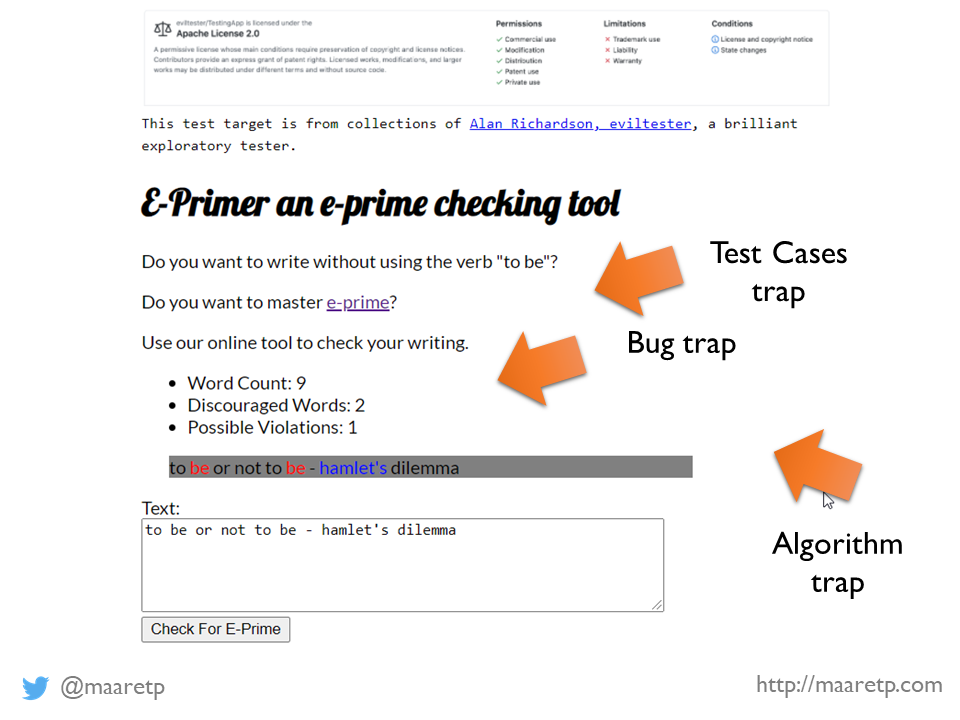 eviltester/TestingApp is licensed under the
Apache License 2.0
A permissive license whose main conditions require preservation of copyright and license notices.
Contributors provide an express grant of patent rights. Licensed works, modifications, and larger
works may be distributed under different terms and without source code.
Permissions
Commercial use
Modification
Distribution
Patent use
Private use
Limitations
Trademark use
Liability
Warranty
Conditions
License and copyright notice
State changes
This test target is from collections of Alan Richardson, eviltester, a brilliant
exploratory tester.
E-Primer an e-prime checking tool
Do you want to write without using the verb "to be"?
Do you want to master e-prime?
Use our online tool to check your writing.
• Word Count: 9
• Discouraged Words: 2
• Possible Violations: 1
to be or not to be - hamlet's dilemma
Text:
to be or not to be - hamlet's dilemma
Check For E-Prime
Test Cases
trap
Bug trap
Algorithm
trap
@maaretp
http://maaretp.com